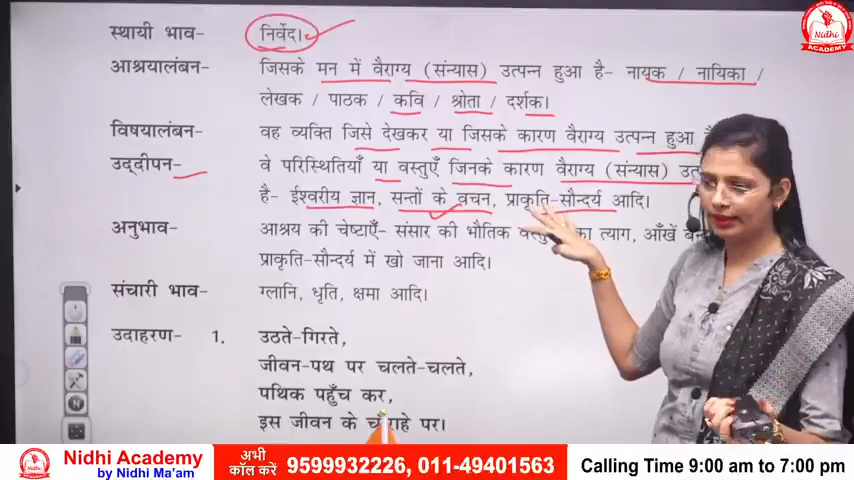 स्थायी भाव- निर्वेद।
आश्रयालंबन- जिसके मन में वैराग्य (संन्यास) उत्पन्न हुआ है- नायक / नायिका /
लेखक / पाठक / कवि / श्रोता / दर्शक।
विषयालंबन- वह व्यक्ति जिसे देखकर या जिसके कारण वैराग्य उत्पन्न हुआ
उद्दीपन- वे परिस्थितियाँ या वस्तुएँ जिनके कारण वैराग्य (संन्यास)
है- ईश्वरीय ज्ञान, सन्तों के वचन, प्राकृति-सौन्दर्य आदि।
अनुभाव- आश्रय की चेष्टाएँ- संसार की भौतिक का त्याग, आँखें
प्राकृति-सौन्दर्य में खो जाना आदि।
संचारी भाव- ग्लानि, धृति, क्षमा आदि।
उदाहरण- 1. उठते-गिरते,
जीवन-पथ पर चलते-चलते,
पथिक पहुँच कर,
इस जीवन के चौराहे पर।
Nidhi
ACADEMY
Nidhi Academy
by Nidhi Ma'am
अभी
कॉल करें
9599932226, 011-49401563
Calling Time 9:00 am to 7:00 pm